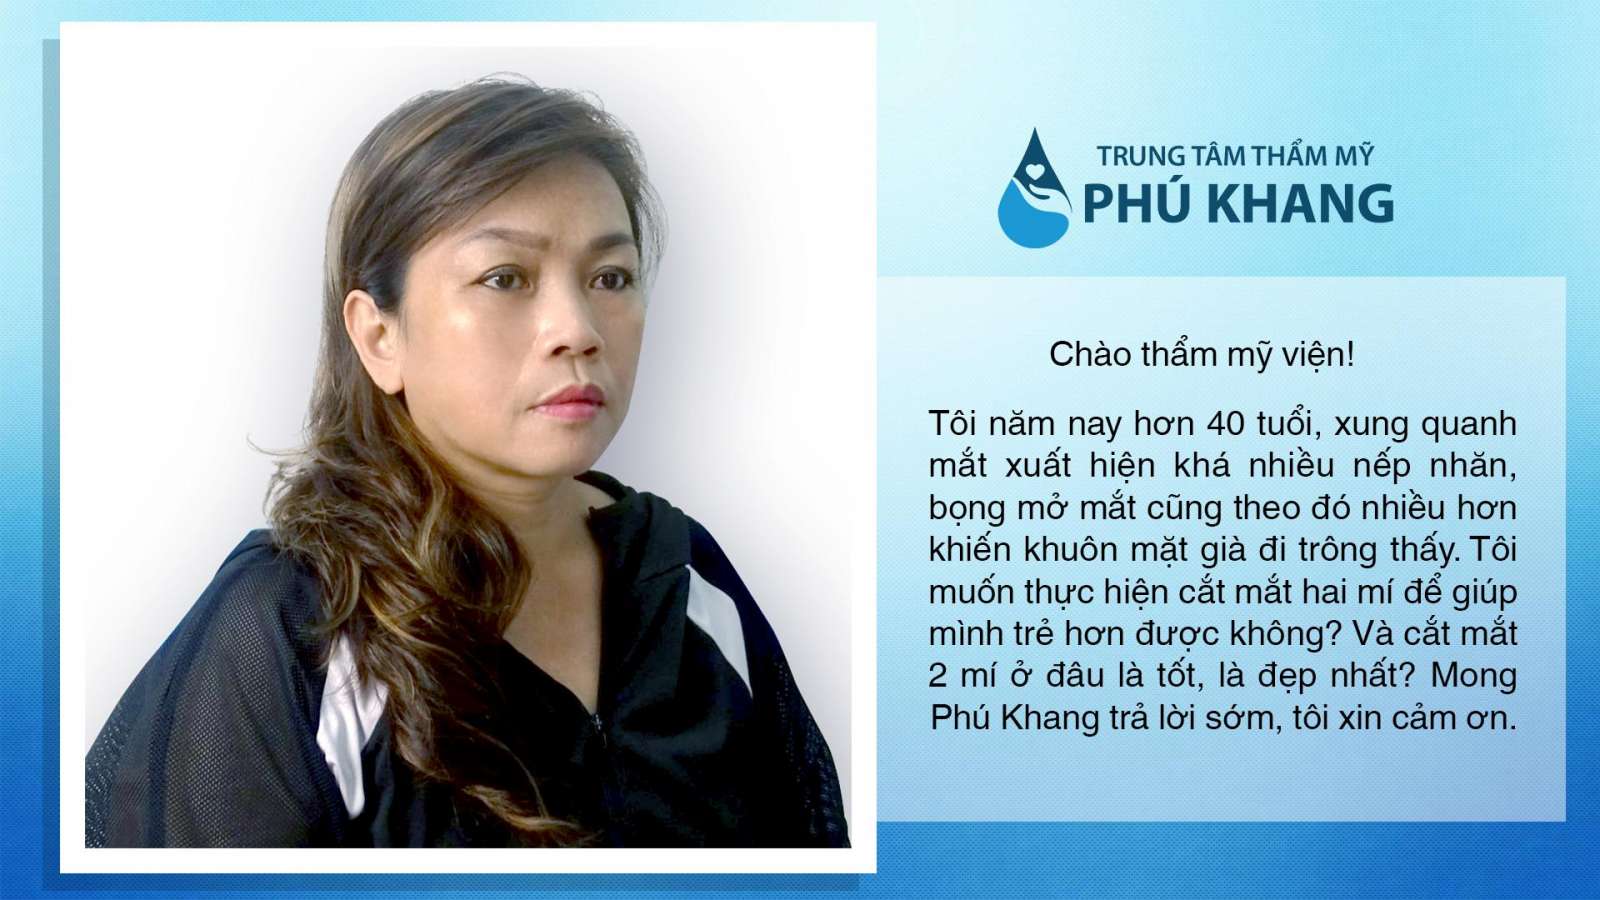 TRUNG TÂM THẨM MỸ
PHÚ KHANG
Chào thẩm mỹ viện!
Tôi năm nay hơn 40 tuổi, xung quanh
mắt xuất hiện khá nhiều nếp nhăn,
bọng mở mắt cũng theo đó nhiều hơn
khiến khuôn mặt già đi trông thấy. Tôi
muốn thực hiện cắt mắt hai mí để giúp
mình trẻ hơn được không? Và cắt mắt
2 mí ở đâu là tốt, là đẹp nhất? Mong
Phú Khang trả lời sớm, tôi xin cảm ơn.